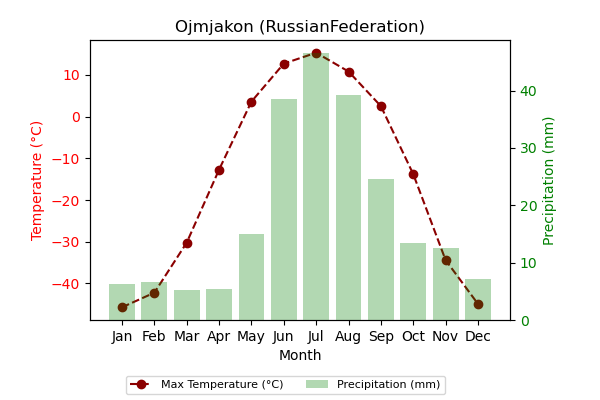 Ojmjakon (RussianFederation)
Temperature (°C)
10
0
−10
−20
−30
−40
Precipitation (mm)
40
30
20
10
0
Jan Feb Mar Apr May Jun Jul Aug Sep Oct Nov Dec
Month
Max Temperature (°C) Precipitation (mm)